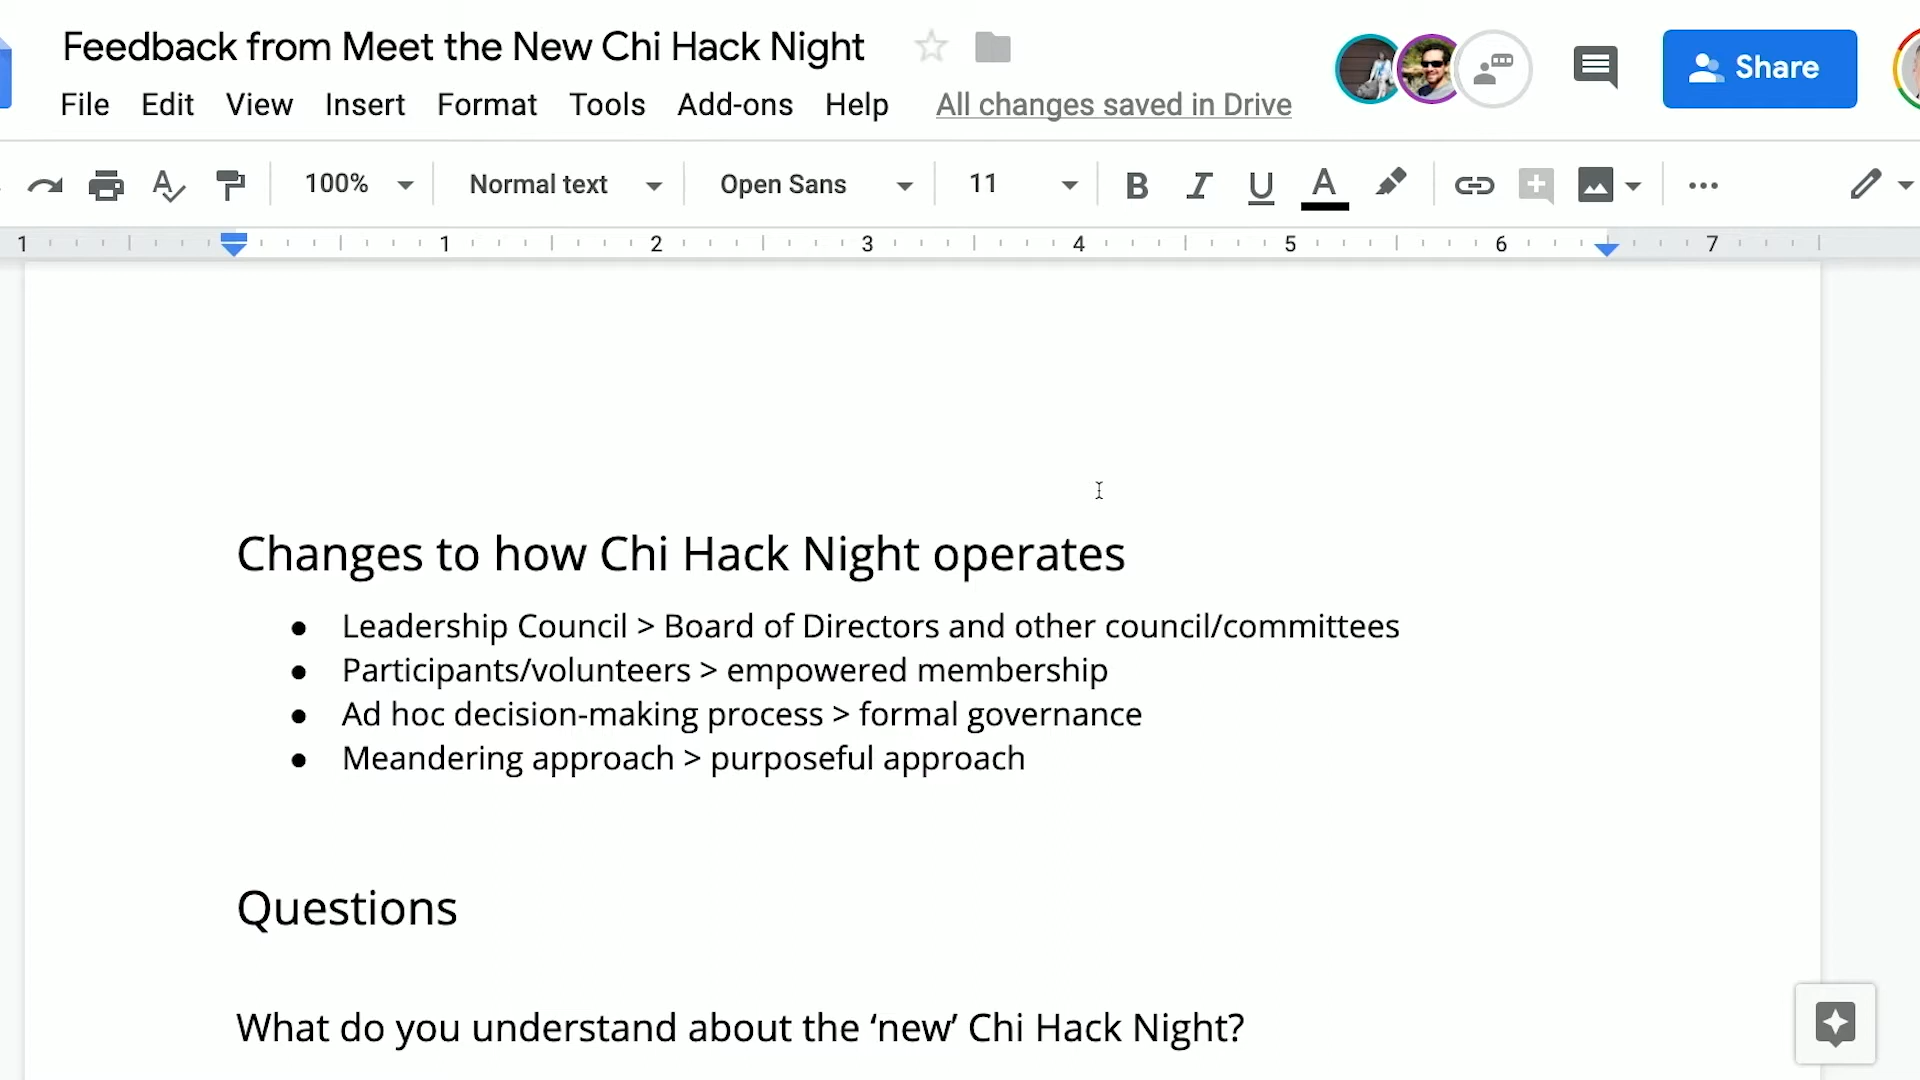 Feedback from Meet the New Chi Hack Night
Share
File Edit View Insert Format Tools Add-ons Help All changes saved in Drive
100% Normal text Open Sans 11 B I U A
1 1 2 3 4 5 6 7
Changes to how Chi Hack Night operates
● Leadership Council > Board of Directors and other council/committees
● Participants/volunteers > empowered membership
● Ad hoc decision-making process > formal governance
● Meandering approach > purposeful approach
Questions
What do you understand about the ‘new’ Chi Hack Night?